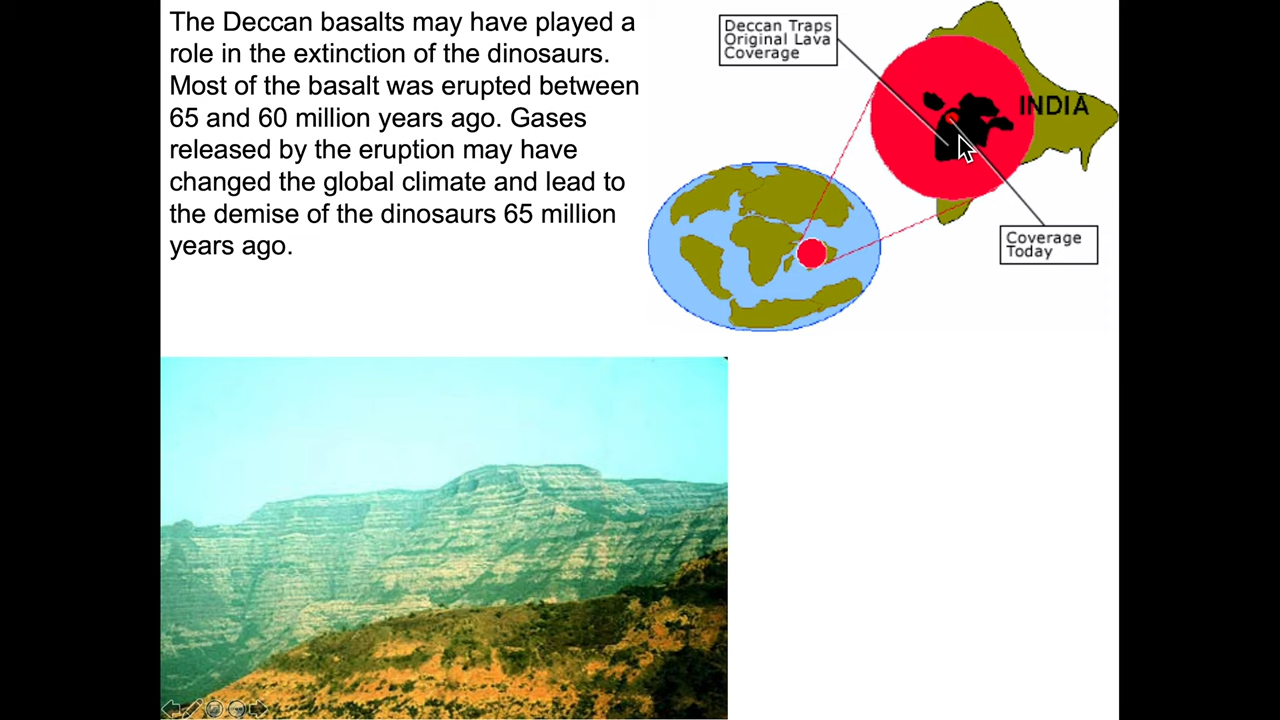 The Deccan basalts may have played a
role in the extinction of the dinosaurs.
Most of the basalt was erupted between
65 and 60 million years ago. Gases
released by the eruption may have
changed the global climate and lead to
the demise of the dinosaurs 65 million
years ago.
Deccan Traps
Original Lava
Coverage
INDIA
Coverage
Today